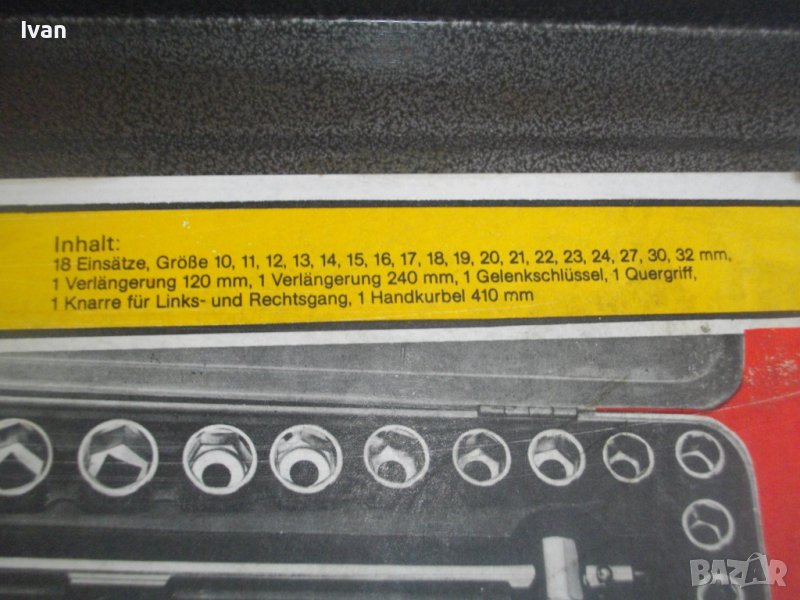 Ivan
Inhalt:
18 Einsätze, Größe 10, 11, 12, 13, 14, 15, 16, 17, 18, 19, 20, 21, 22, 23, 24, 27, 30, 32 mm,
1 Verlängerung 120 mm, 1 Verlängerung 240 mm, 1 Gelenkschlüssel, 1 Quergriff,
1 Knarre für Links- und Rechtsgang, 1 Handkurbel 410 mm
BAZAR